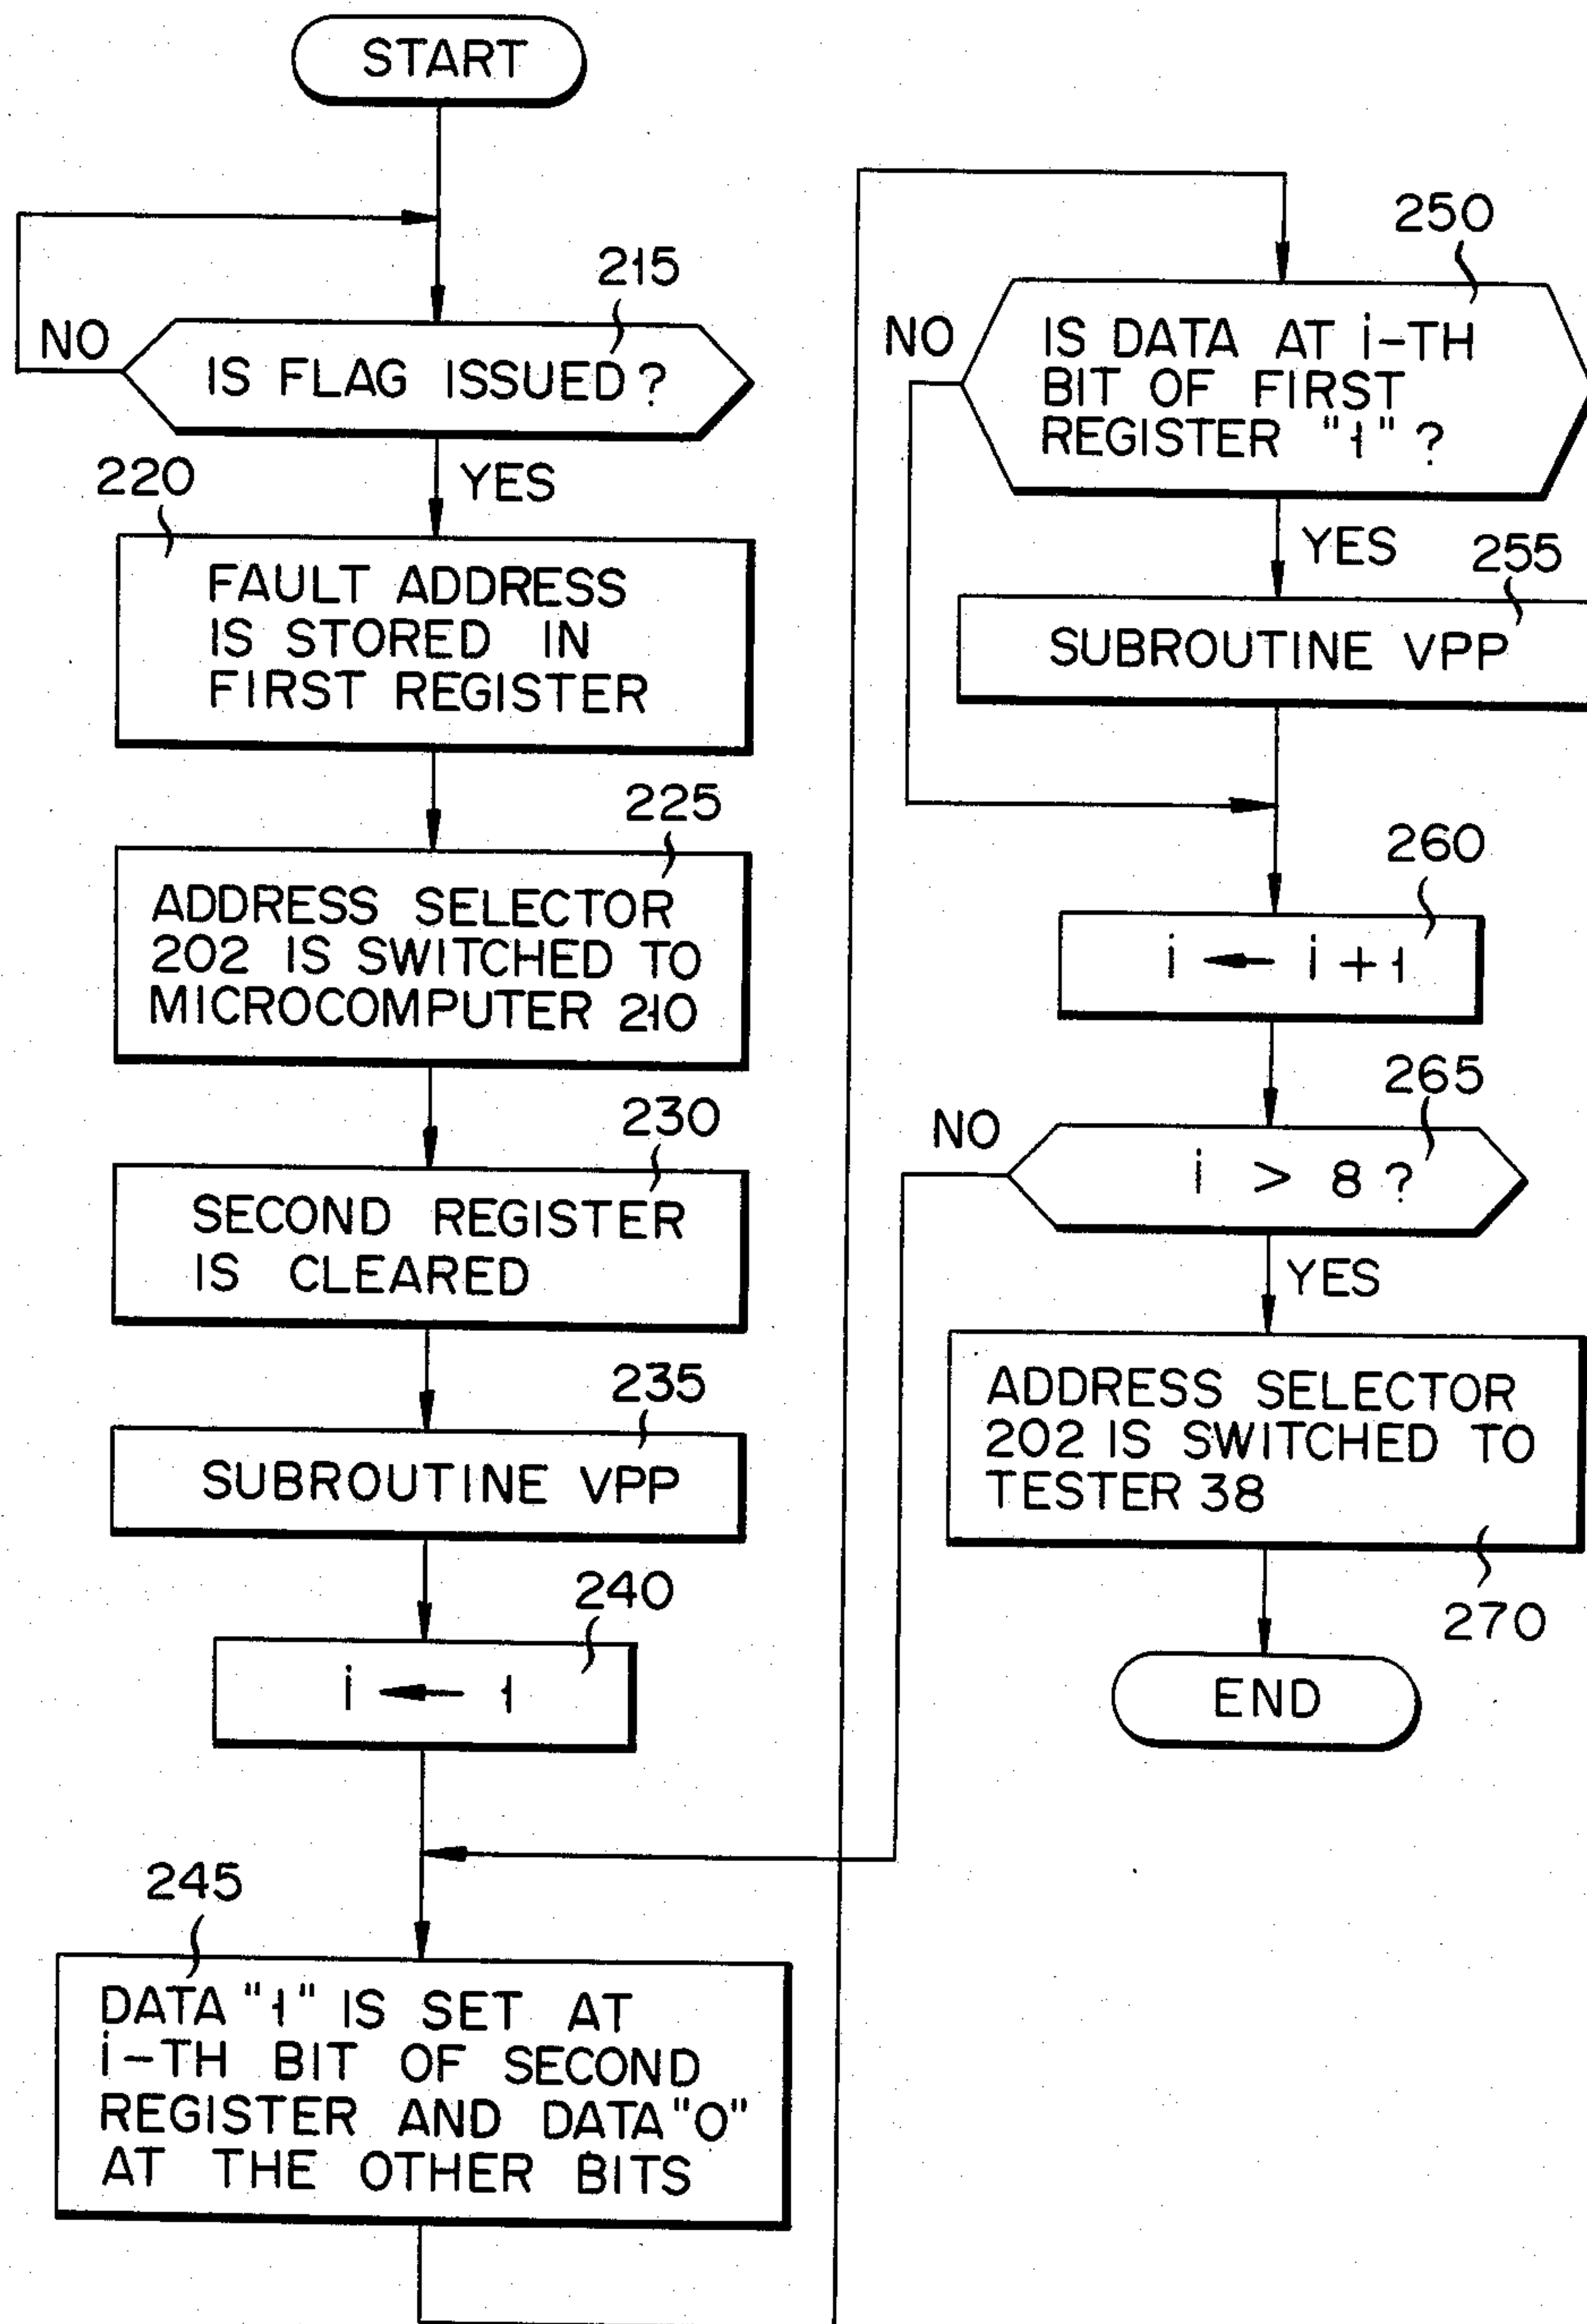 START
215
NO
IS FLAG ISSUED?
YES
220
FAULT ADDRESS
IS STORED IN
FIRST REGISTER
225
ADDRESS SELECTOR
202 IS SWITCHED TO
MICROCOMPUTER 210
230
SECOND REGISTER
IS CLEARED
235
SUBROUTINE VPP
240
i ← 1
245
DATA "1" IS SET AT
i-TH BIT OF SECOND
REGISTER AND DATA "0"
AT THE OTHER BITS
250
NO
IS DATA AT i-TH
BIT OF FIRST
REGISTER "1" ?
YES
255
SUBROUTINE VPP
260
i ← i + 1
265
NO
i > 8 ?
YES
ADDRESS SELECTOR
202 IS SWITCHED TO
TESTER 38
270
END